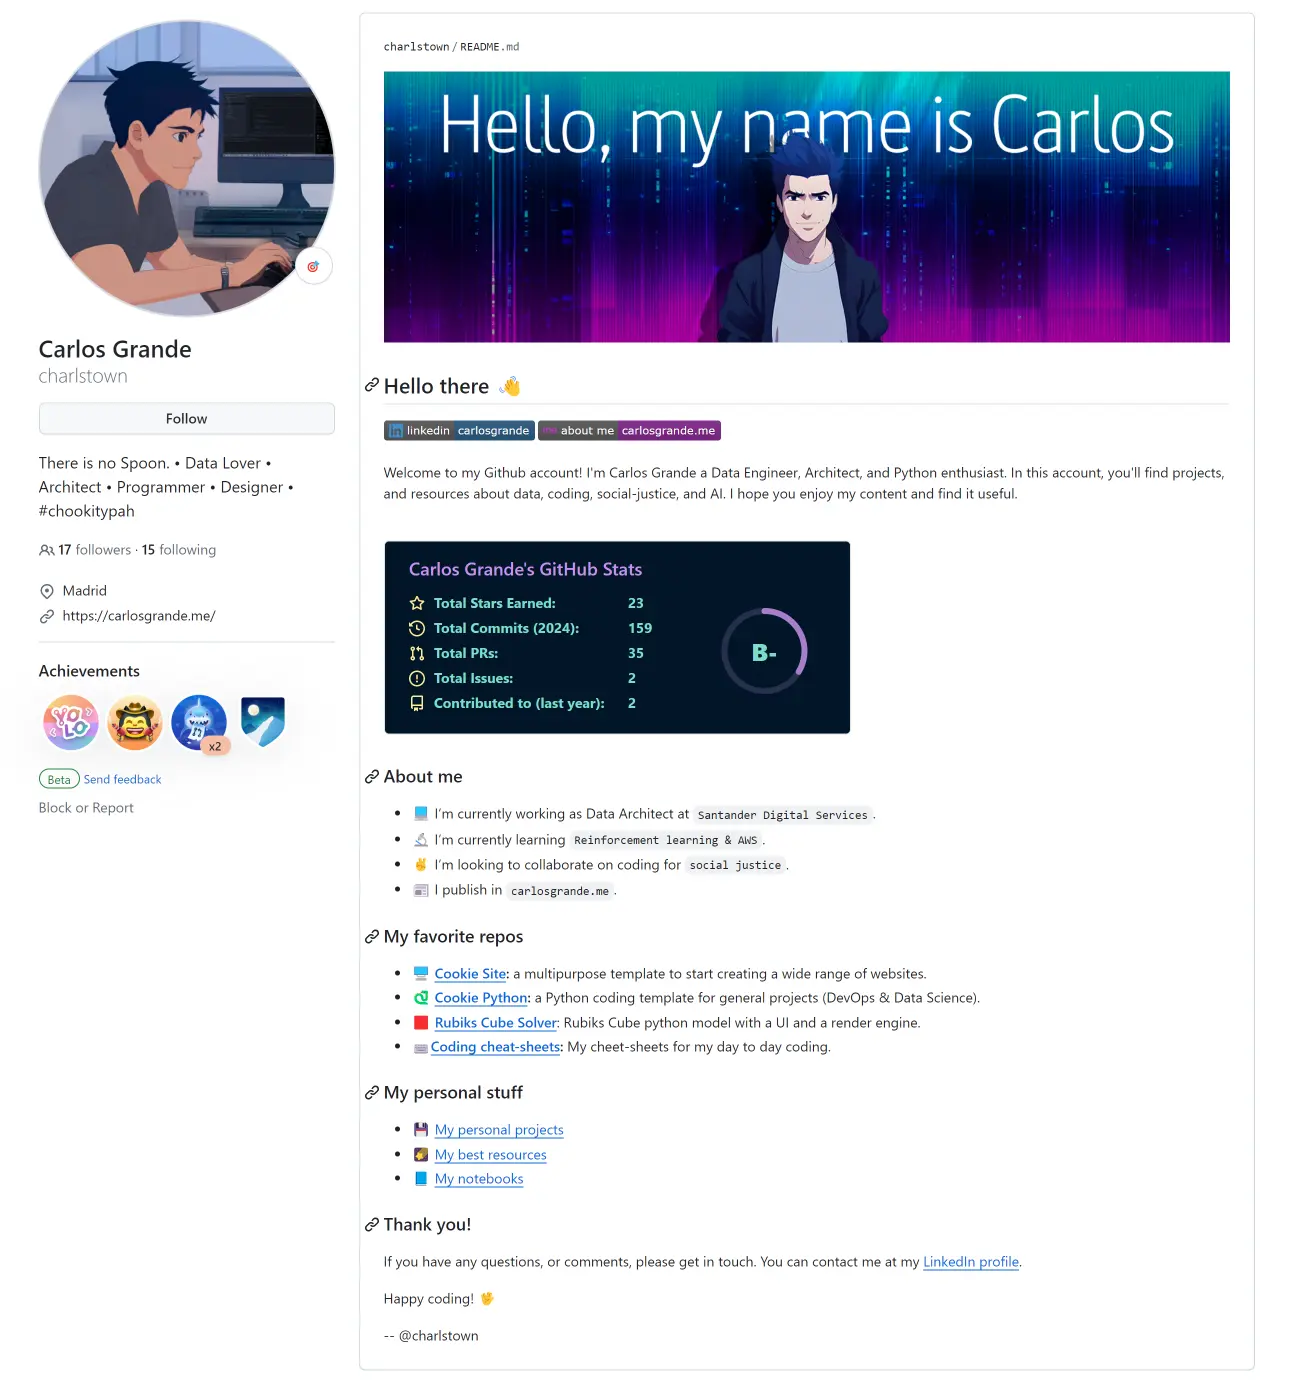 Carlos Grande
charlstown
Follow
There is no Spoon. • Data Lover •
Architect • Programmer • Designer •
#chookitypah
17 followers · 15 following
Madrid
https://carlosgrande.me/
Achievements
YOLO
x2
Beta Send feedback
Block or Report
charlstown / README.md
Hello, my name is Carlos
Hello there 👋
linkedin carlosgrande me about me carlosgrande.me
Welcome to my Github account! I'm Carlos Grande a Data Engineer, Architect, and Python enthusiast. In this account, you'll find projects,
and resources about data, coding, social-justice, and AI. I hope you enjoy my content and find it useful.
Carlos Grande's GitHub Stats
Total Stars Earned: 23
Total Commits (2024): 159
Total PRs: 35
Total Issues: 2
Contributed to (last year): 2
B-
About me
• I'm currently working as Data Architect at Santander Digital Services.
• I'm currently learning Reinforcement learning & AWS.
• I'm looking to collaborate on coding for social justice.
• I publish in carlosgrande.me.
My favorite repos
• Cookie Site: a multipurpose template to start creating a wide range of websites.
• Cookie Python: a Python coding template for general projects (DevOps & Data Science).
• Rubiks Cube Solver: Rubiks Cube python model with a UI and a render engine.
• Coding cheat-sheets: My cheet-sheets for my day to day coding.
My personal stuff
• My personal projects
• My best resources
• My notebooks
Thank you!
If you have any questions, or comments, please get in touch. You can contact me at my LinkedIn profile.
Happy coding! 🖖
-- @charlstown